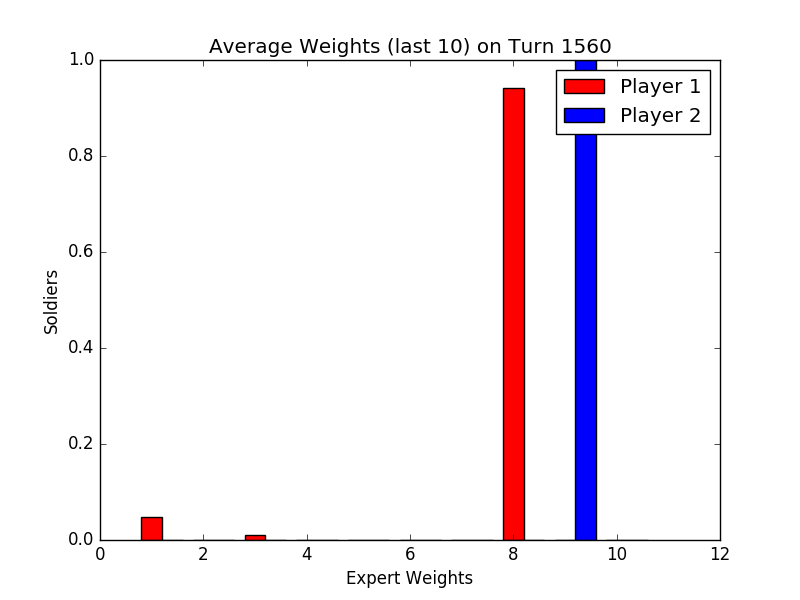 Average Weights (last 10) on Turn 1560
1.0
0.8
0.6
0.4
0.2
0.0
Soldiers
Player 1
Player 2
0 2 4 6 8 10 12
Expert Weights